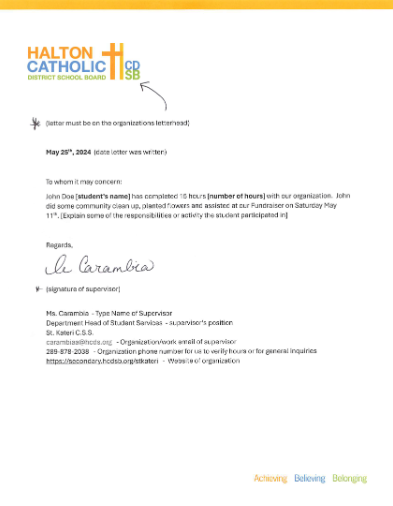 HALTON
CATHOLIC
DISTRICT SCHOOL BOARD
CD
SB
(letter must be on the organizations letterhead)
May 25th, 2024 (date letter was written)
To whom it may concern:
John Doe [student's name] has completed 15 hours [number of hours] with our organization. John
did some community clean up, planted flowers and assisted at our Fundraiser on Saturday May
11th. [Explain some of the responsibilities or activity the student participated in]
Regards,
Carambia
(signature of supervisor)
Ms. Carambia - Type Name of Supervisor
Department Head of Student Services - supervisor's position
St. Kateri C.S.S.
- Organization/work email of supervisor
289-878-2038 - Organization phone number for us to verify hours or for general inquiries
https://secondary.hcdsb.org/stkateri - Website of organization
Achieving Believing Belonging